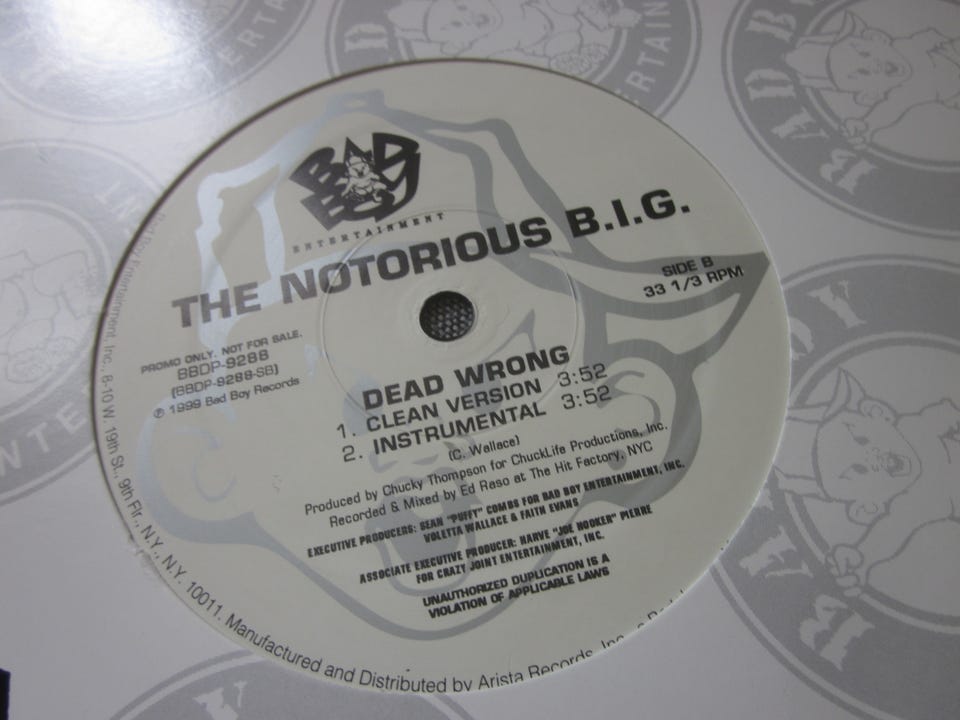 BAD
BOY
ENTERTAINMENT
THE NOTORIOUS B.I.G.
SIDE B
33 1/3 RPM
PROMO ONLY. NOT FOR SALE.
BBDP-9288
(BBDP-9288-SB)
℗ 1999 Bad Boy Records
DEAD WRONG
1. CLEAN VERSION 3:52
2. INSTRUMENTAL 3:52
(C. Wallace)
Produced by Chucky Thompson for ChuckLife Productions, Inc.
Recorded & Mixed by Ed Raso at The Hit Factory, NYC
EXECUTIVE PRODUCERS: SEAN "PUFFY" COMBS FOR BAD BOY ENTERTAINMENT, INC.
VOLETTA WALLACE & FAITH EVANS
ASSOCIATE EXECUTIVE PRODUCER: HARVE "JOE HOOKER" PIERRE
FOR CRAZY JOINT ENTERTAINMENT, INC.
UNAUTHORIZED DUPLICATION IS A
VIOLATION OF APPLICABLE LAWS
Bad Boy Entertainment, Inc., 8-10 W. 19th St., 9th Flr., N.Y., N.Y. 10011. Manufactured and Distributed by Arista Records, Inc.